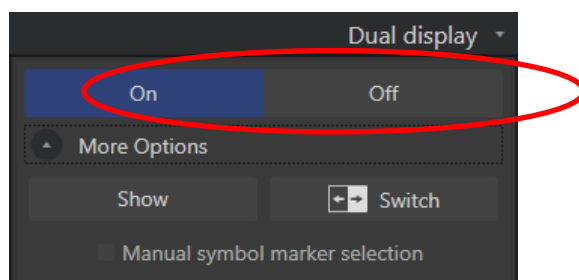 Dual display
On Off
More Options
Show Switch
Manual symbol marker selection